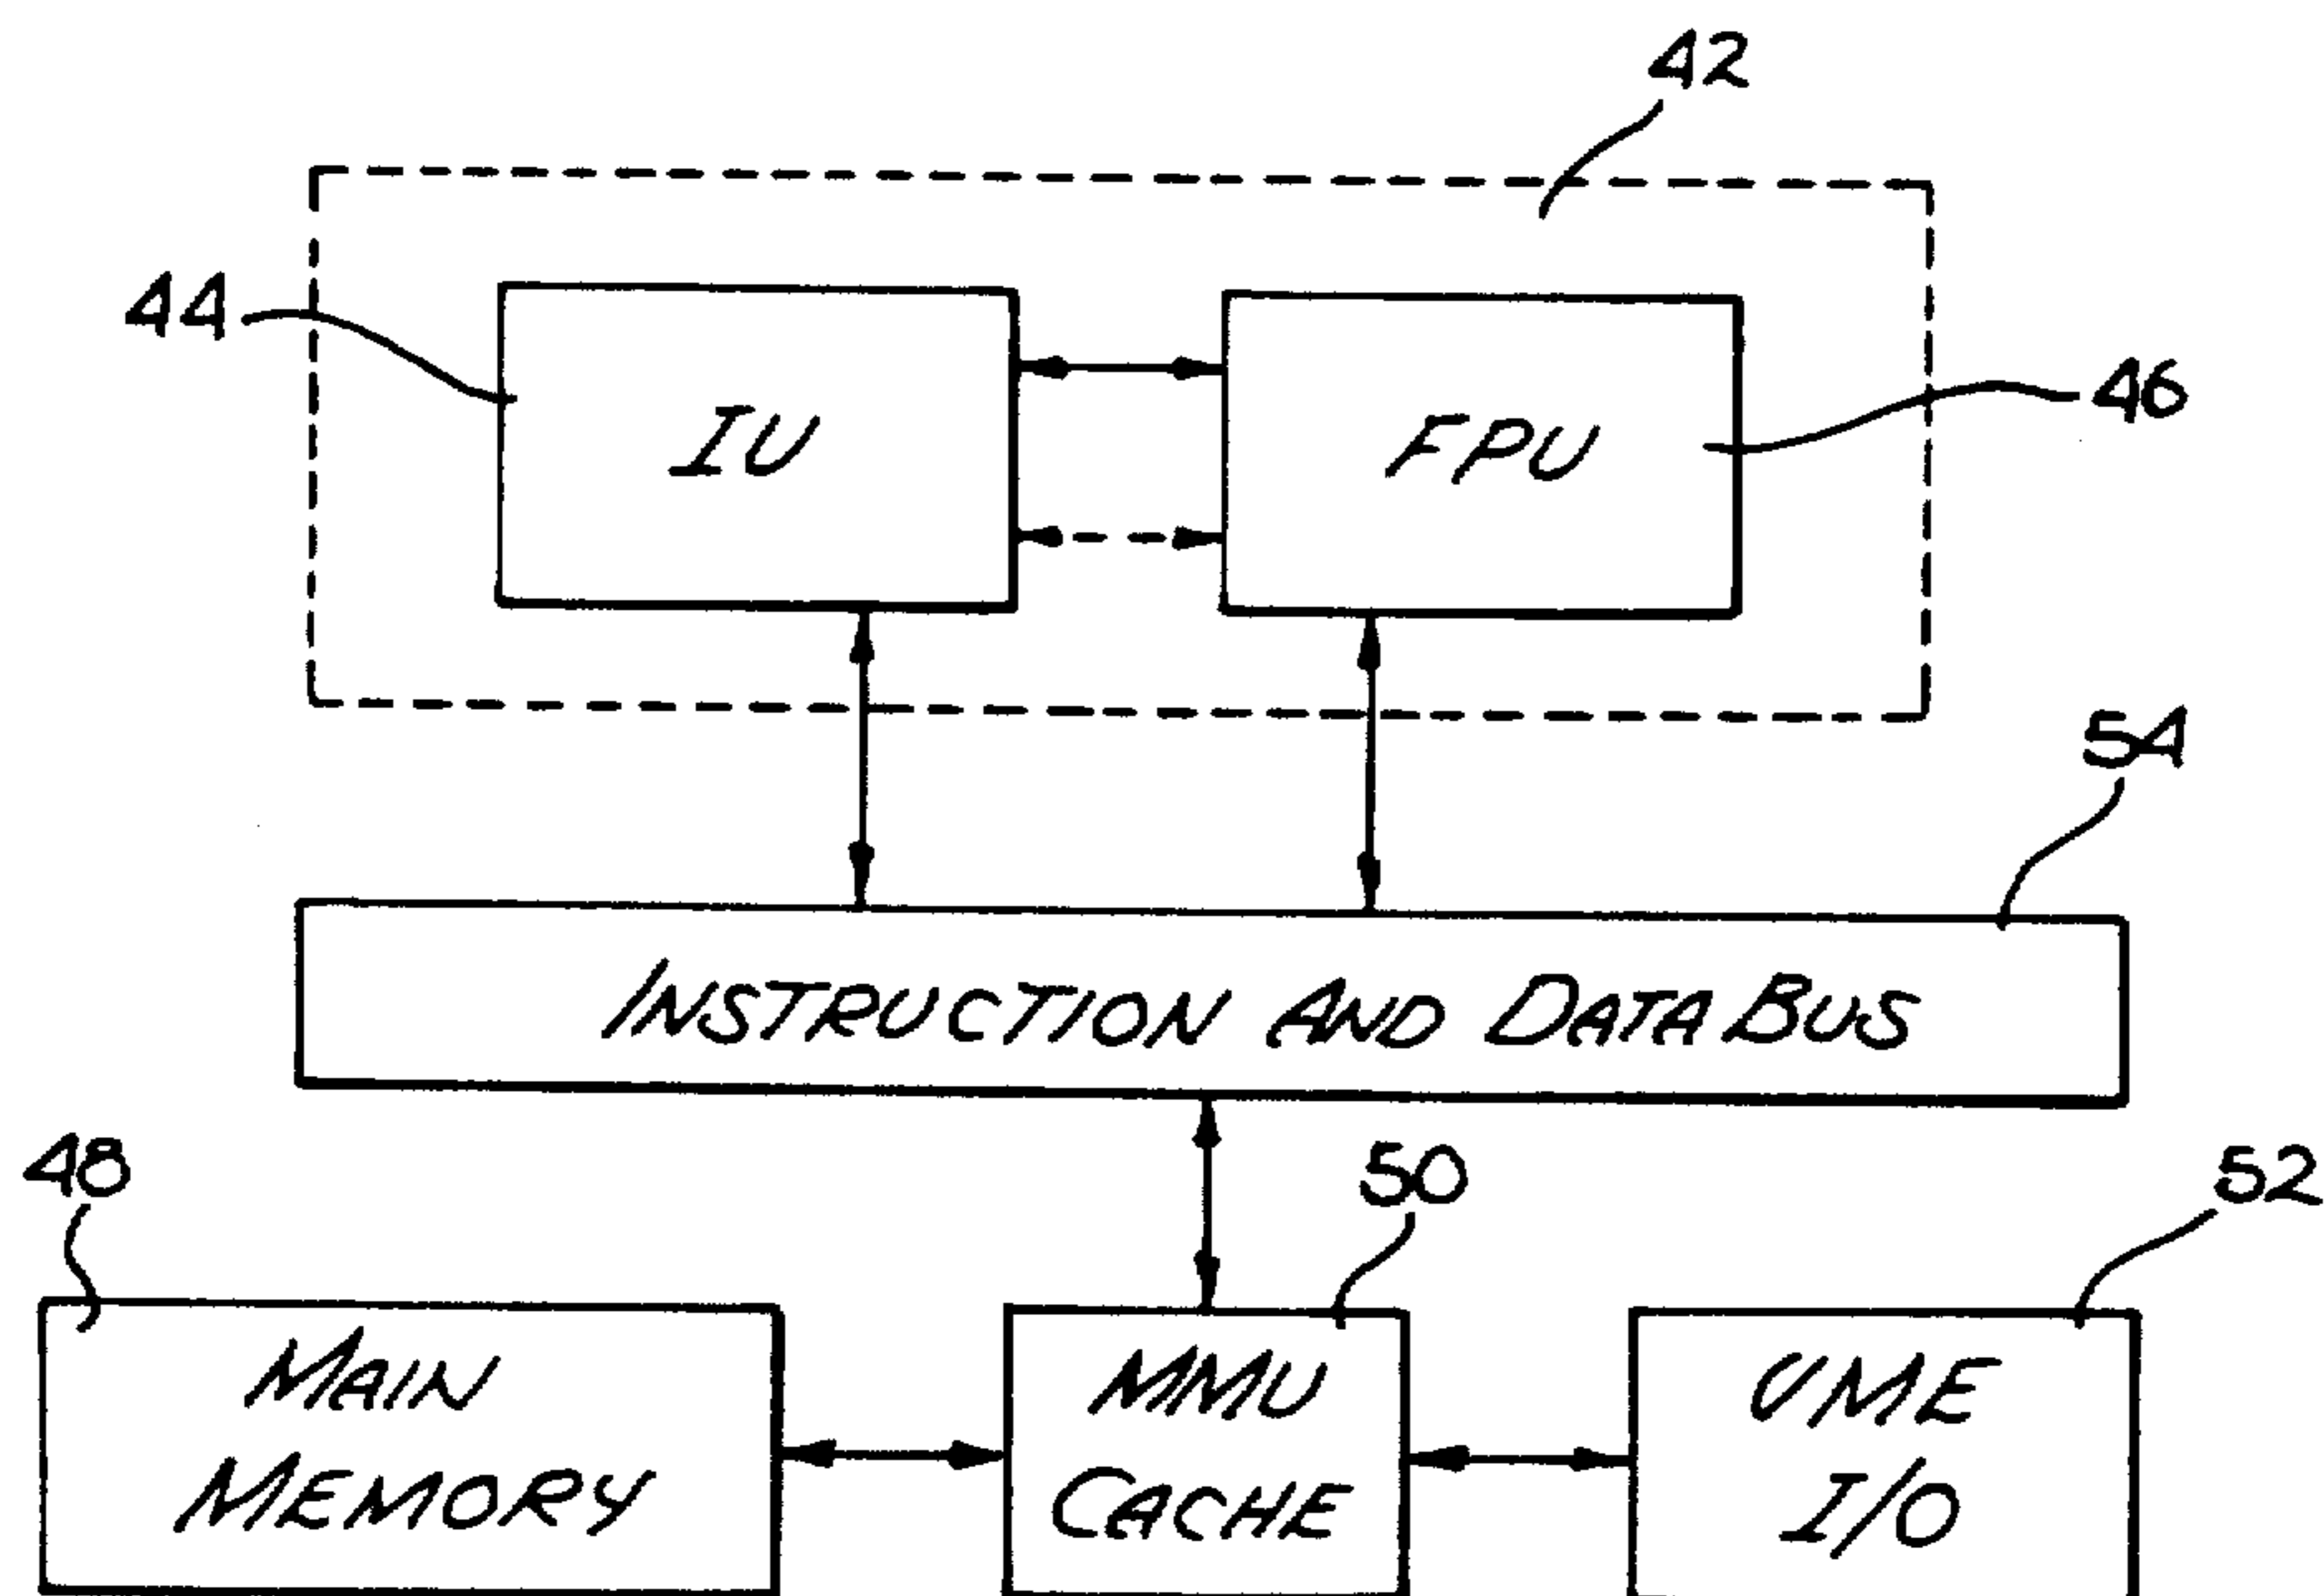 42
44
IU
FPU
46
54
INSTRUCTION AND DATA BUS
48
50
52
MAIN
MEMORY
MMU
CACHE
VME
I/O